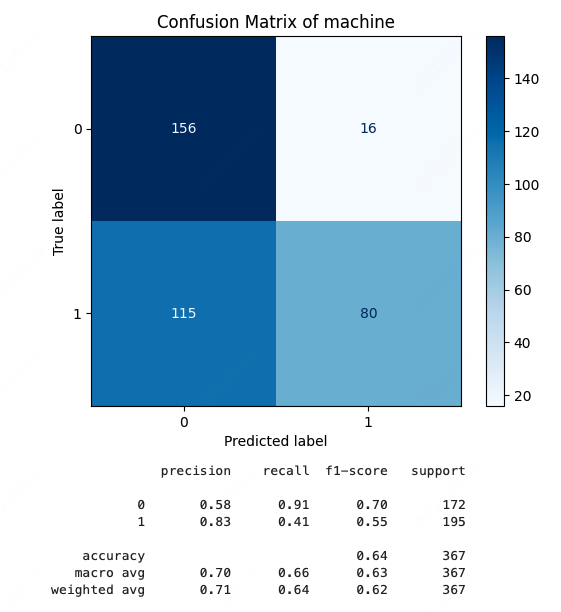 Confusion Matrix of machine
140
0
156
16
120
100
True label
80
1
115
80
60
40
20
0
1
Predicted label
precision recall f1-score support
0 0.58 0.91 0.70 172
1 0.83 0.41 0.55 195
accuracy 0.64 367
macro avg 0.70 0.66 0.63 367
weighted avg 0.71 0.64 0.62 367